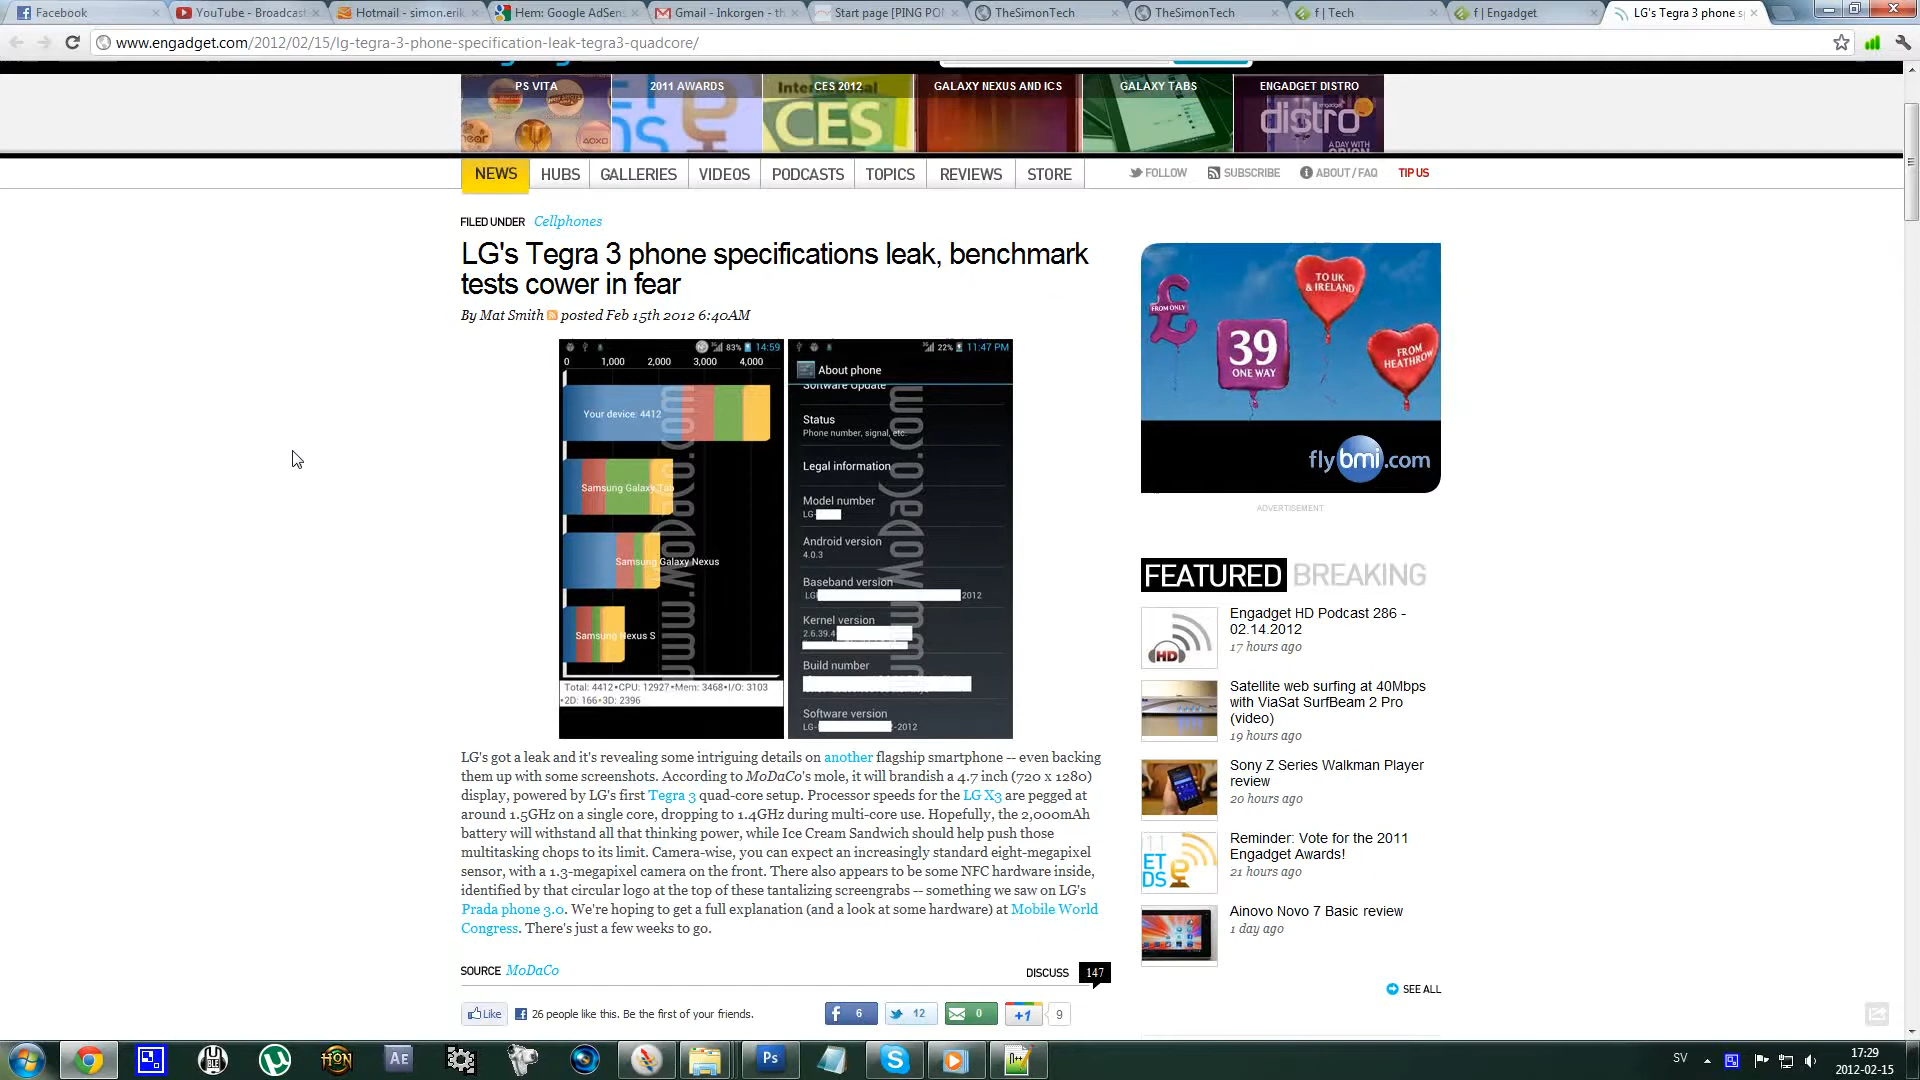 Facebook
YouTube - Broadcast
Hotmail - simon.erik
Hem: Google AdSens
Gmail - Inkorgen - th
Start page [PING PO
TheSimonTech
TheSimonTech
f | Tech
f | Engadget
LG's Tegra 3 phone s
www.engadget.com/2012/02/15/lg-tegra-3-phone-specification-leak-tegra3-quadcore/
PS VITA
2011 AWARDS
CES 2012
GALAXY NEXUS AND ICS
GALAXY TABS
ENGADGET DISTRO
CES
distro
A DAY WITH
NEWS
HUBS
GALLERIES
VIDEOS
PODCASTS
TOPICS
REVIEWS
STORE
FOLLOW
SUBSCRIBE
ABOUT / FAQ
TIP US
FILED UNDER Cellphones
LG's Tegra 3 phone specifications leak, benchmark
tests cower in fear
By Mat Smith posted Feb 15th 2012 6:40AM
83% 14:59
0 1,000 2,000 3,000 4,000
Your device: 4412
Samsung Galaxy Tab
Samsung Galaxy Nexus
Samsung Nexus S
Total: 4412•CPU: 12927•Mem: 3468•I/O: 3103
•2D: 166•3D: 2396
www.MoDaCo.com
22% 11:47 PM
About phone
Software Update
Status
Phone number, signal, etc.
Legal information
Model number
LG-
Android version
4.0.3
Baseband version
LG 2012
Kernel version
2.6.39.4
Build number
Software version
LG- -2012
www.MoDaCo.com
LG's got a leak and it's revealing some intriguing details on another flagship smartphone -- even backing
them up with some screenshots. According to MoDaCo's mole, it will brandish a 4.7 inch (720 x 1280)
display, powered by LG's first Tegra 3 quad-core setup. Processor speeds for the LG X3 are pegged at
around 1.5GHz on a single core, dropping to 1.4GHz during multi-core use. Hopefully, the 2,000mAh
battery will withstand all that thinking power, while Ice Cream Sandwich should help push those
multitasking chops to its limit. Camera-wise, you can expect an increasingly standard eight-megapixel
sensor, with a 1.3-megapixel camera on the front. There also appears to be some NFC hardware inside,
identified by that circular logo at the top of these tantalizing screengrabs -- something we saw on LG's
Prada phone 3.0. We're hoping to get a full explanation (and a look at some hardware) at Mobile World
Congress. There's just a few weeks to go.
SOURCE MoDaCo
DISCUSS 147
Like
26 people like this. Be the first of your friends.
6
12
0
+1 9
TO UK
& IRELAND
FROM ONLY
£
39
ONE WAY
FROM
HEATHROW
flybmi.com
ADVERTISEMENT
FEATURED BREAKING
HD
Engadget HD Podcast 286 -
02.14.2012
17 hours ago
Satellite web surfing at 40Mbps
with ViaSat SurfBeam 2 Pro
(video)
19 hours ago
Sony Z Series Walkman Player
review
20 hours ago
Reminder: Vote for the 2011
Engadget Awards!
21 hours ago
Ainovo Novo 7 Basic review
1 day ago
SEE ALL
HON
AE
Ps
SV
17:29
2012-02-15